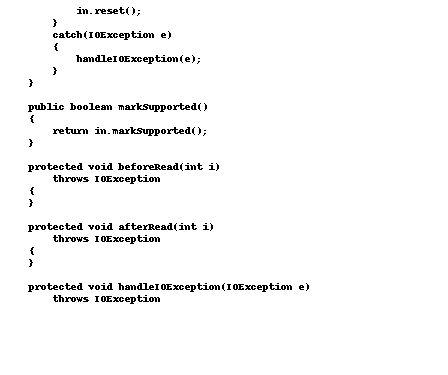 in.reset();
}
catch(IOException e)
{
handleIOException(e);
}
}
public boolean markSupported()
{
return in.markSupported();
}
protected void beforeRead(int i)
throws IOException
{
}
protected void afterRead(int i)
throws IOException
{
}
protected void handleIOException(IOException e)
throws IOException